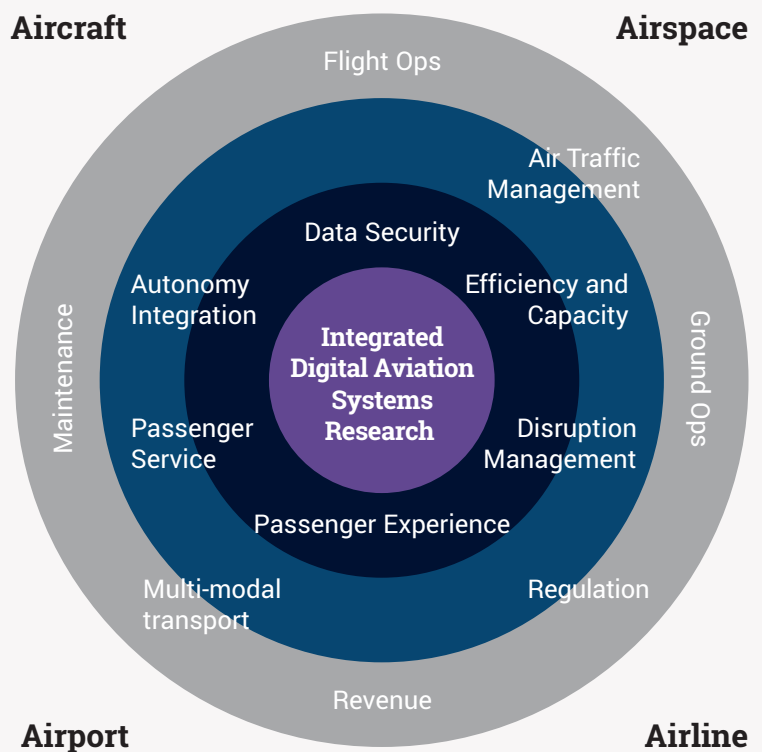 Aircraft
Airspace
Flight Ops
Air Traffic
Management
Data Security
Autonomy
Integration
Efficiency and
Capacity
Maintenance
Integrated
Digital Aviation
Systems
Research
Ground Ops
Passenger
Service
Disruption
Management
Passenger Experience
Multi-modal
transport
Regulation
Revenue
Airport
Airline